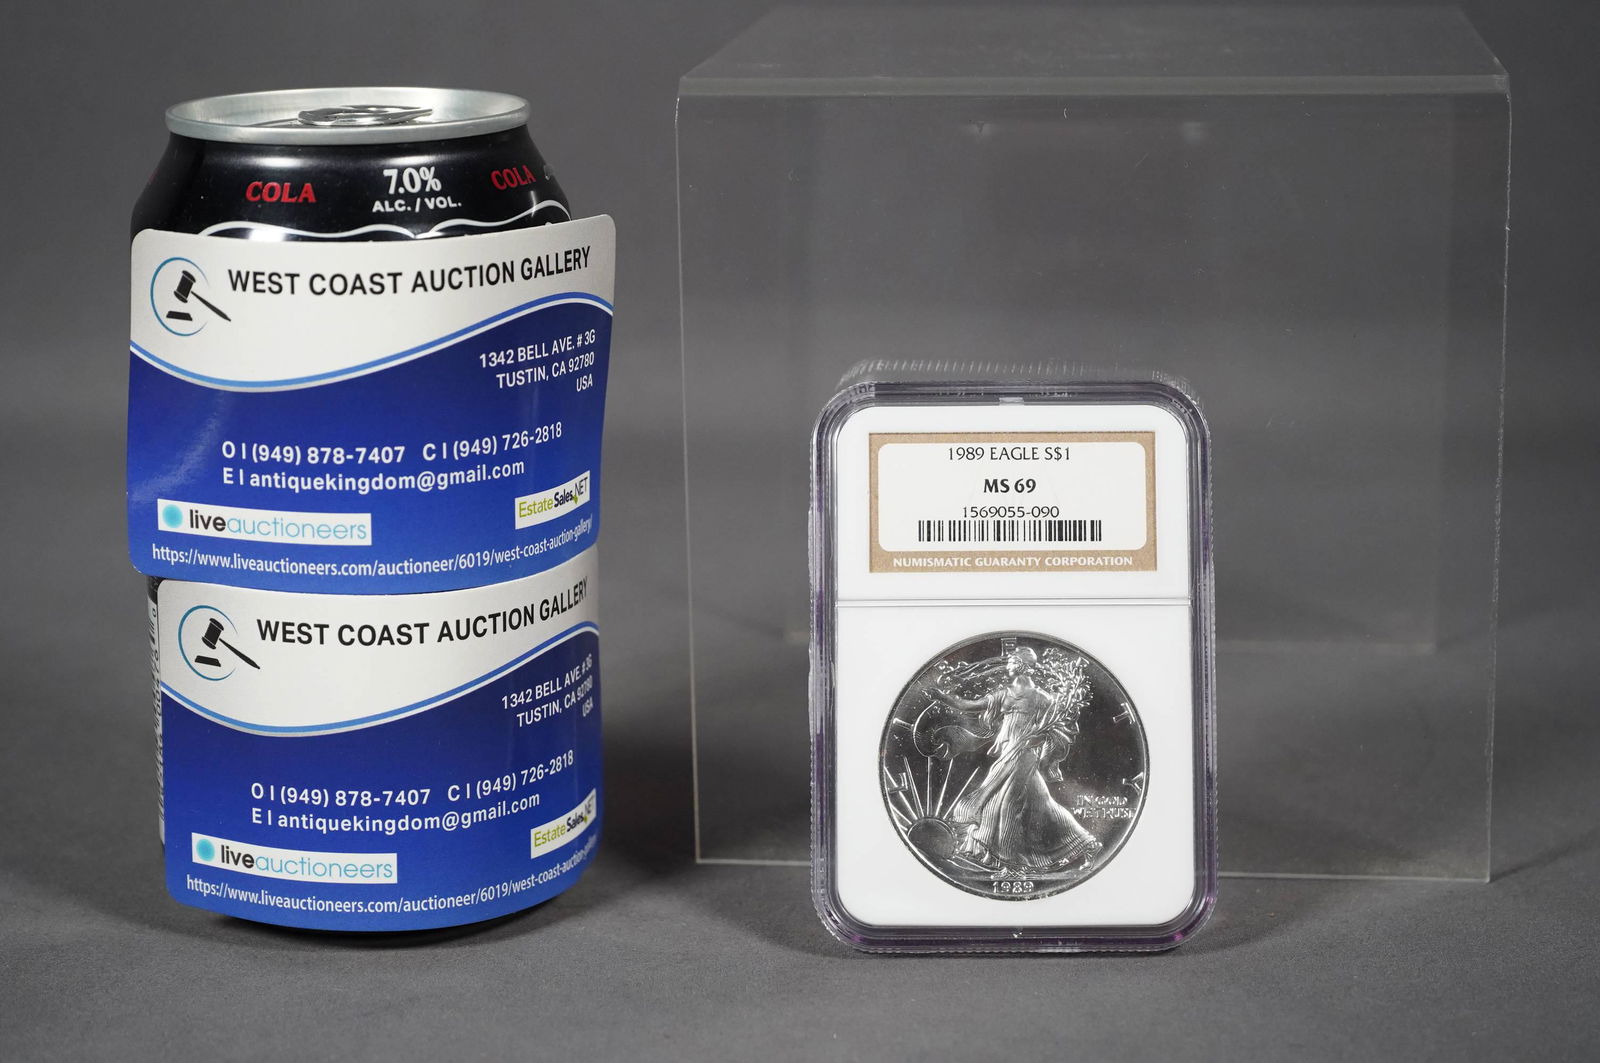 COLA
7.0%
ALC. / VOL.
COLA
WEST COAST AUCTION GALLERY
1342 BELL AVE. # 3G
TUSTIN, CA 92780
USA
O | (949) 878-7407 C | (949) 726-2818
E | antiquekingdom@gmail.com
liveauctioneers
EstateSales.NET
https://www.liveauctioneers.com/auctioneer/6019/west-coast-auction-gallery/
WEST COAST AUCTION GALLERY
1342 BELL AVE. # 3G
TUSTIN, CA 92780
USA
O | (949) 878-7407 C | (949) 726-2818
E | antiquekingdom@gmail.com
liveauctioneers
EstateSales.NET
https://www.liveauctioneers.com/auctioneer/6019/west-coast-auction-gallery/
1989 EAGLE S$1
MS 69
1569055-090
NUMISMATIC GUARANTY CORPORATION
LIBERTY
IN GOD
WE TRUST
1989